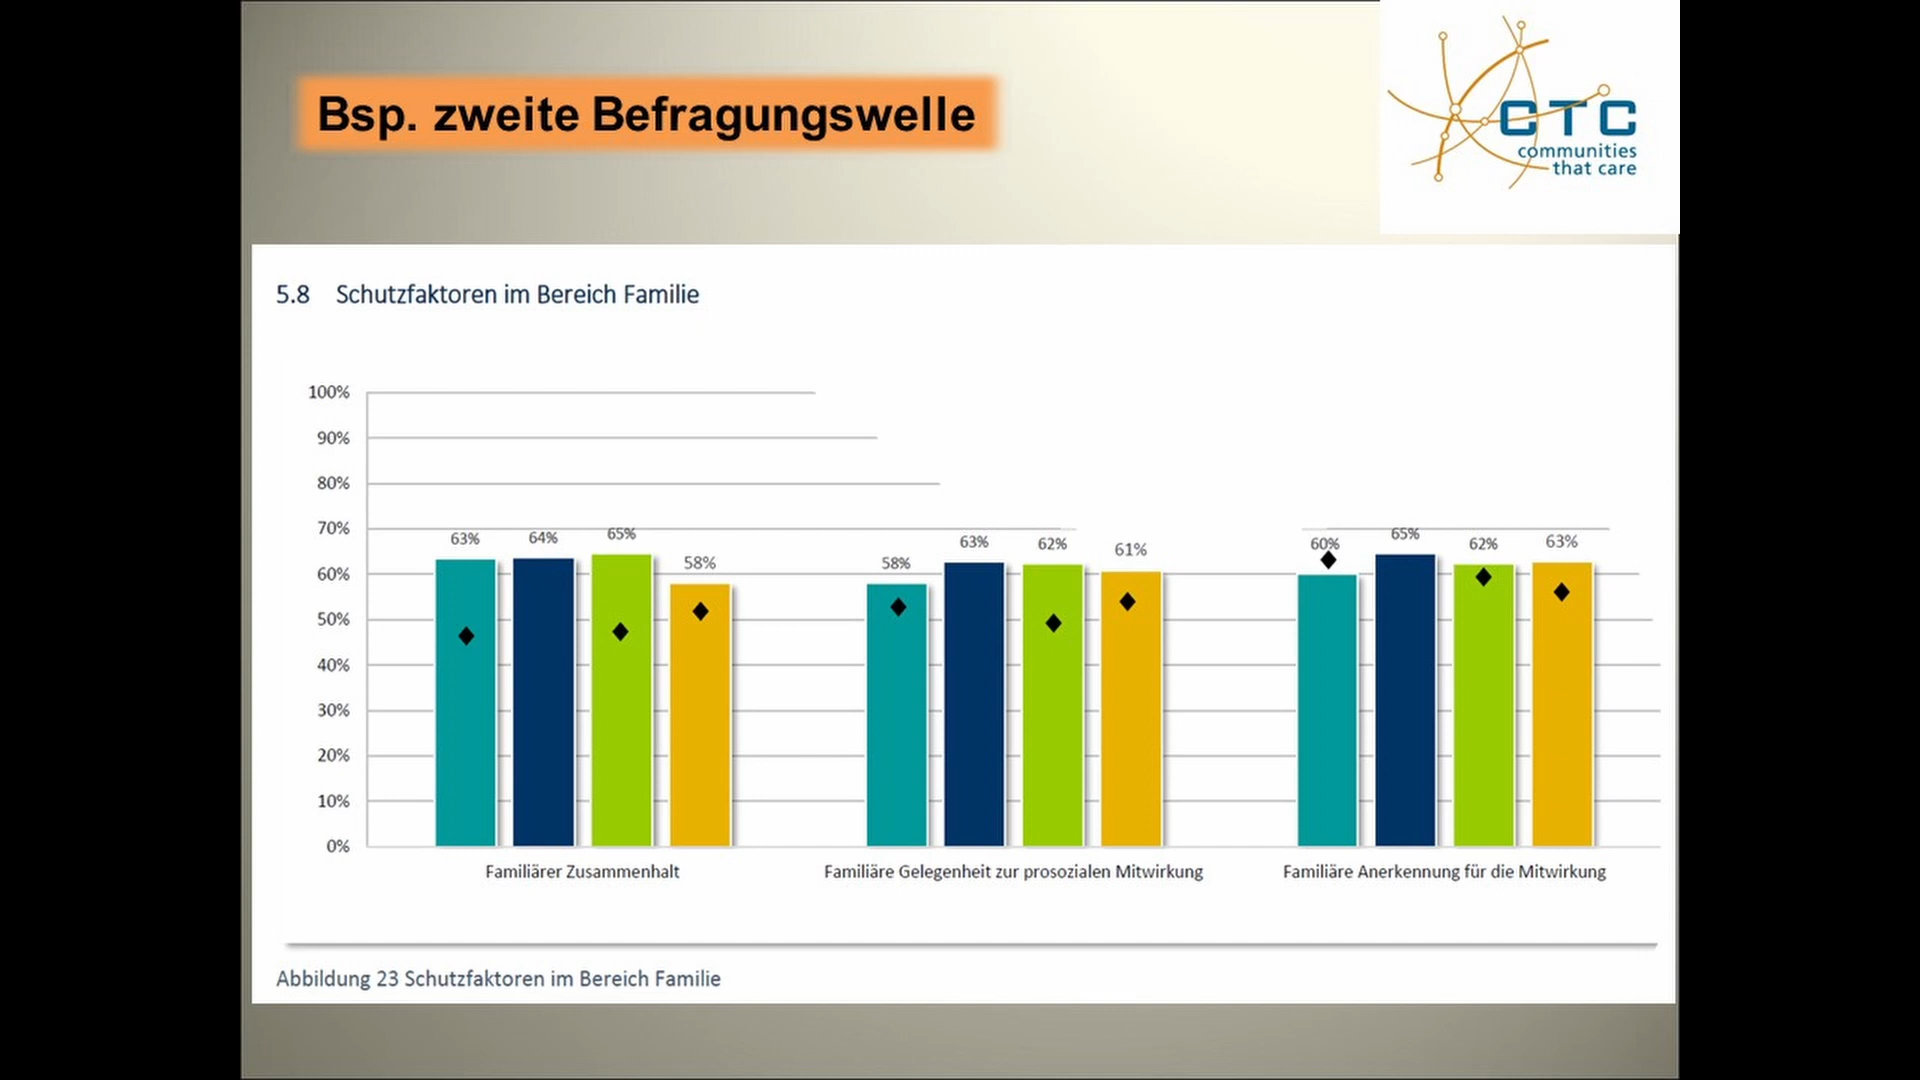 Bsp. zweite Befragungswelle
CTC
communities
that care
5.8 Schutzfaktoren im Bereich Familie
100%
90%
80%
70%
60%
50%
40%
30%
20%
10%
0%
63% 64% 65% 58%
58% 63% 62% 61%
60% 65% 62% 63%
Familiärer Zusammenhalt
Familiäre Gelegenheit zur prosozialen Mitwirkung
Familiäre Anerkennung für die Mitwirkung
Abbildung 23 Schutzfaktoren im Bereich Familie